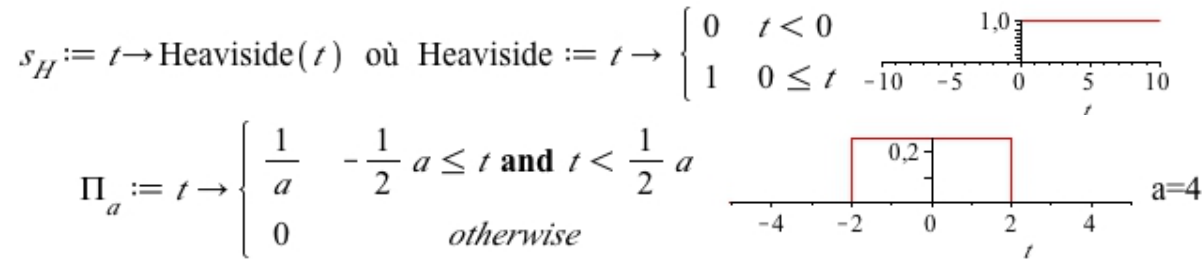 s_H := t → Heaviside(t) où Heaviside := t → { 0 t < 0
1 0 ≤ t
1,0
-10 -5 0 5 10
t
Π_a := t → { 1/a -1/2 a ≤ t and t < 1/2 a
0 otherwise
0,2
a=4
-4 -2 0 2 4
t